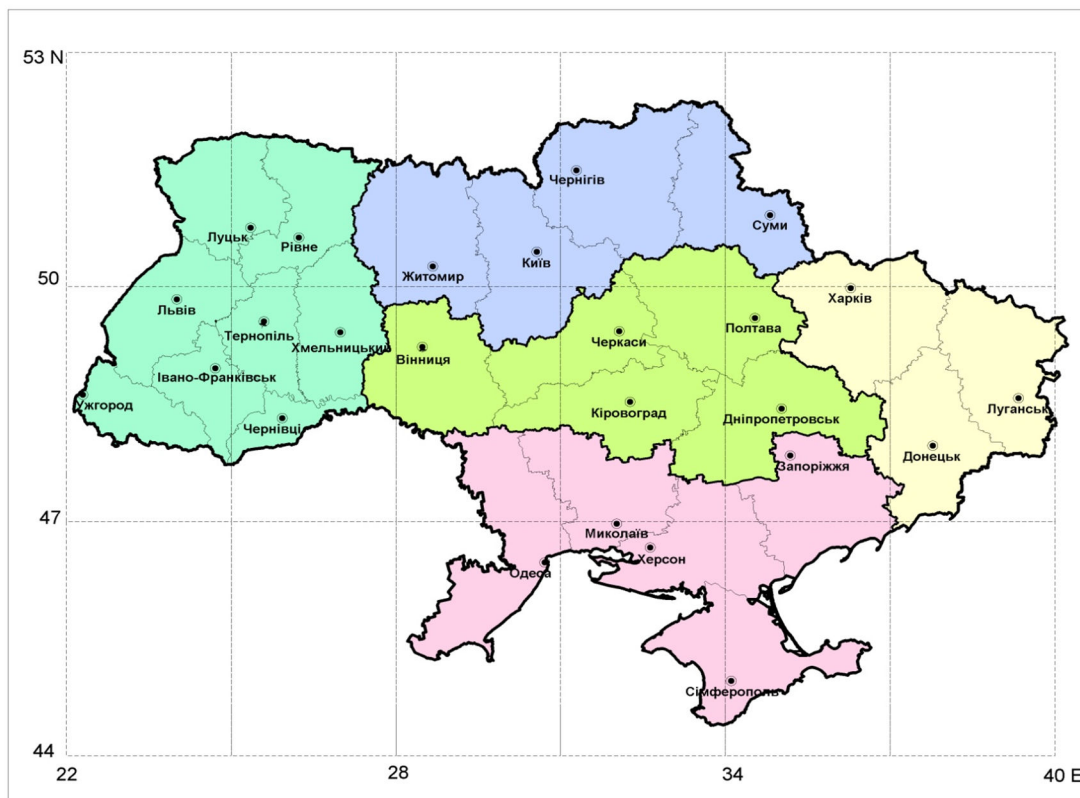 53 N
Чернігів
Суми
Луцьк
Рівне
Київ
Житомир
50
Харків
Львів
Тернопіль
Полтава
Хмельницький
Черкаси
Вінниця
Івано-Франківськ
Ужгород
Кіровоград
Луганськ
Чернівці
Дніпропетровськ
Донецьк
Запоріжжя
47
Миколаїв
Херсон
Одеса
Сімферополь
44
22
28
34
40 E